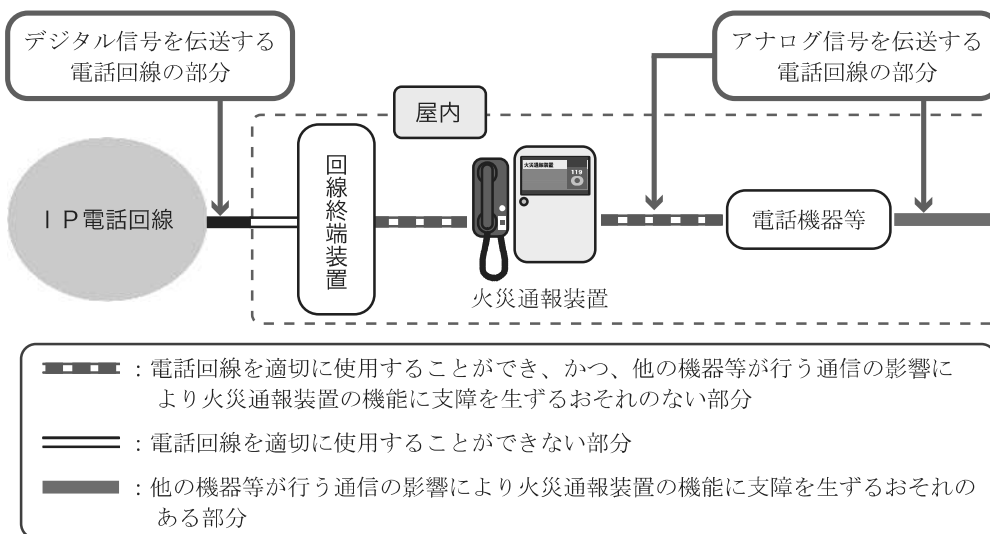 デジタル信号を伝送する
電話回線の部分
アナログ信号を伝送する
電話回線の部分
屋内
ＩＰ電話回線
回線終端装置
火災通報装置
119
火災通報装置
電話機器等
：電話回線を適切に使用することができ、かつ、他の機器等が行う通信の影響に
より火災通報装置の機能に支障を生ずるおそれのない部分
：電話回線を適切に使用することができない部分
：他の機器等が行う通信の影響により火災通報装置の機能に支障を生ずるおそれの
ある部分